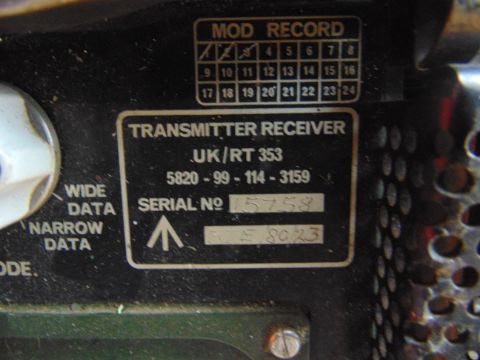 MOD RECORD
1 2 3 4 5 6 7 8
9 10 11 12 13 14 15 16
17 18 19 20 21 22 23 24
TRANSMITTER RECEIVER
UK/RT 353
5820-99-114-3159
SERIAL Nº 15758
E 80/23
WIDE
DATA
NARROW
DATA
ODE.